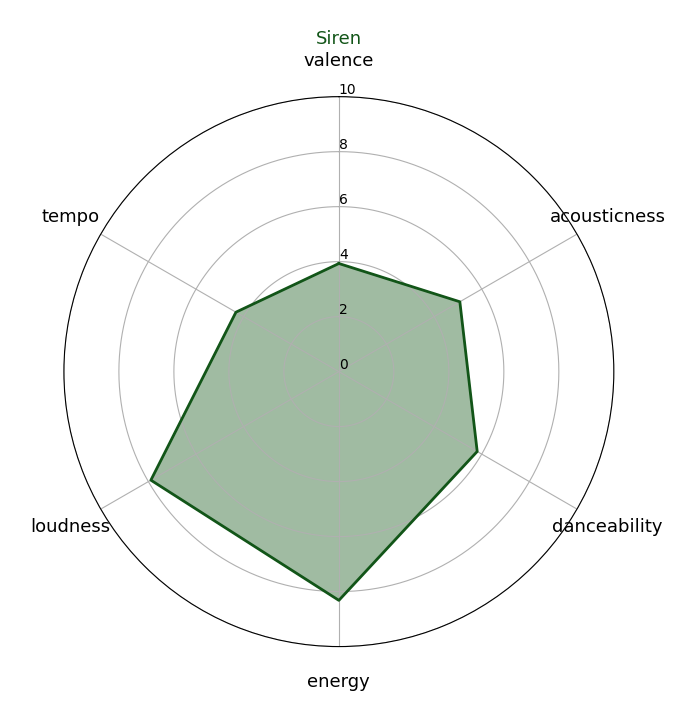 Siren
valence
10
8
6
4
2
0
tempo
acousticness
loudness
danceability
energy